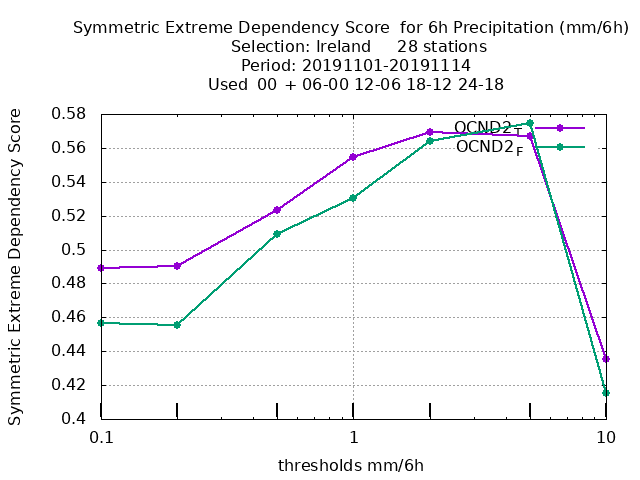 Symmetric Extreme Dependency Score  for 6h Precipitation (mm/6h)
Selection: Ireland     28 stations
Period: 20191101-20191114
Used  00 + 06-00 12-06 18-12 24-18
Symmetric Extreme Dependency Score
0.58
0.56
0.54
0.52
0.5
0.48
0.46
0.44
0.42
0.4
OCND2T
OCND2F
0.1
1
10
thresholds mm/6h